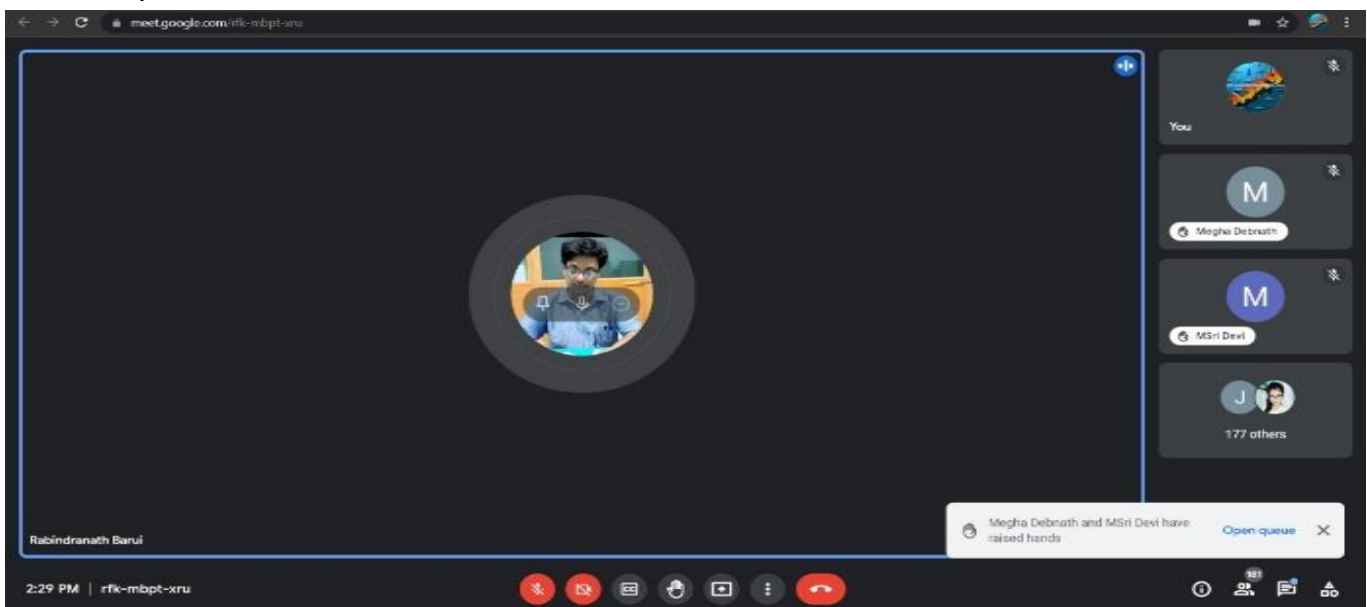 meet.google.com/rfk-mbpt-xru
You
M
Megha Debnath
M
MSri Devi
J
177 others
Megha Debnath and MSri Devi have
raised hands
Open queue
Rabindranath Barui
2:29 PM | rfk-mbpt-xru
181